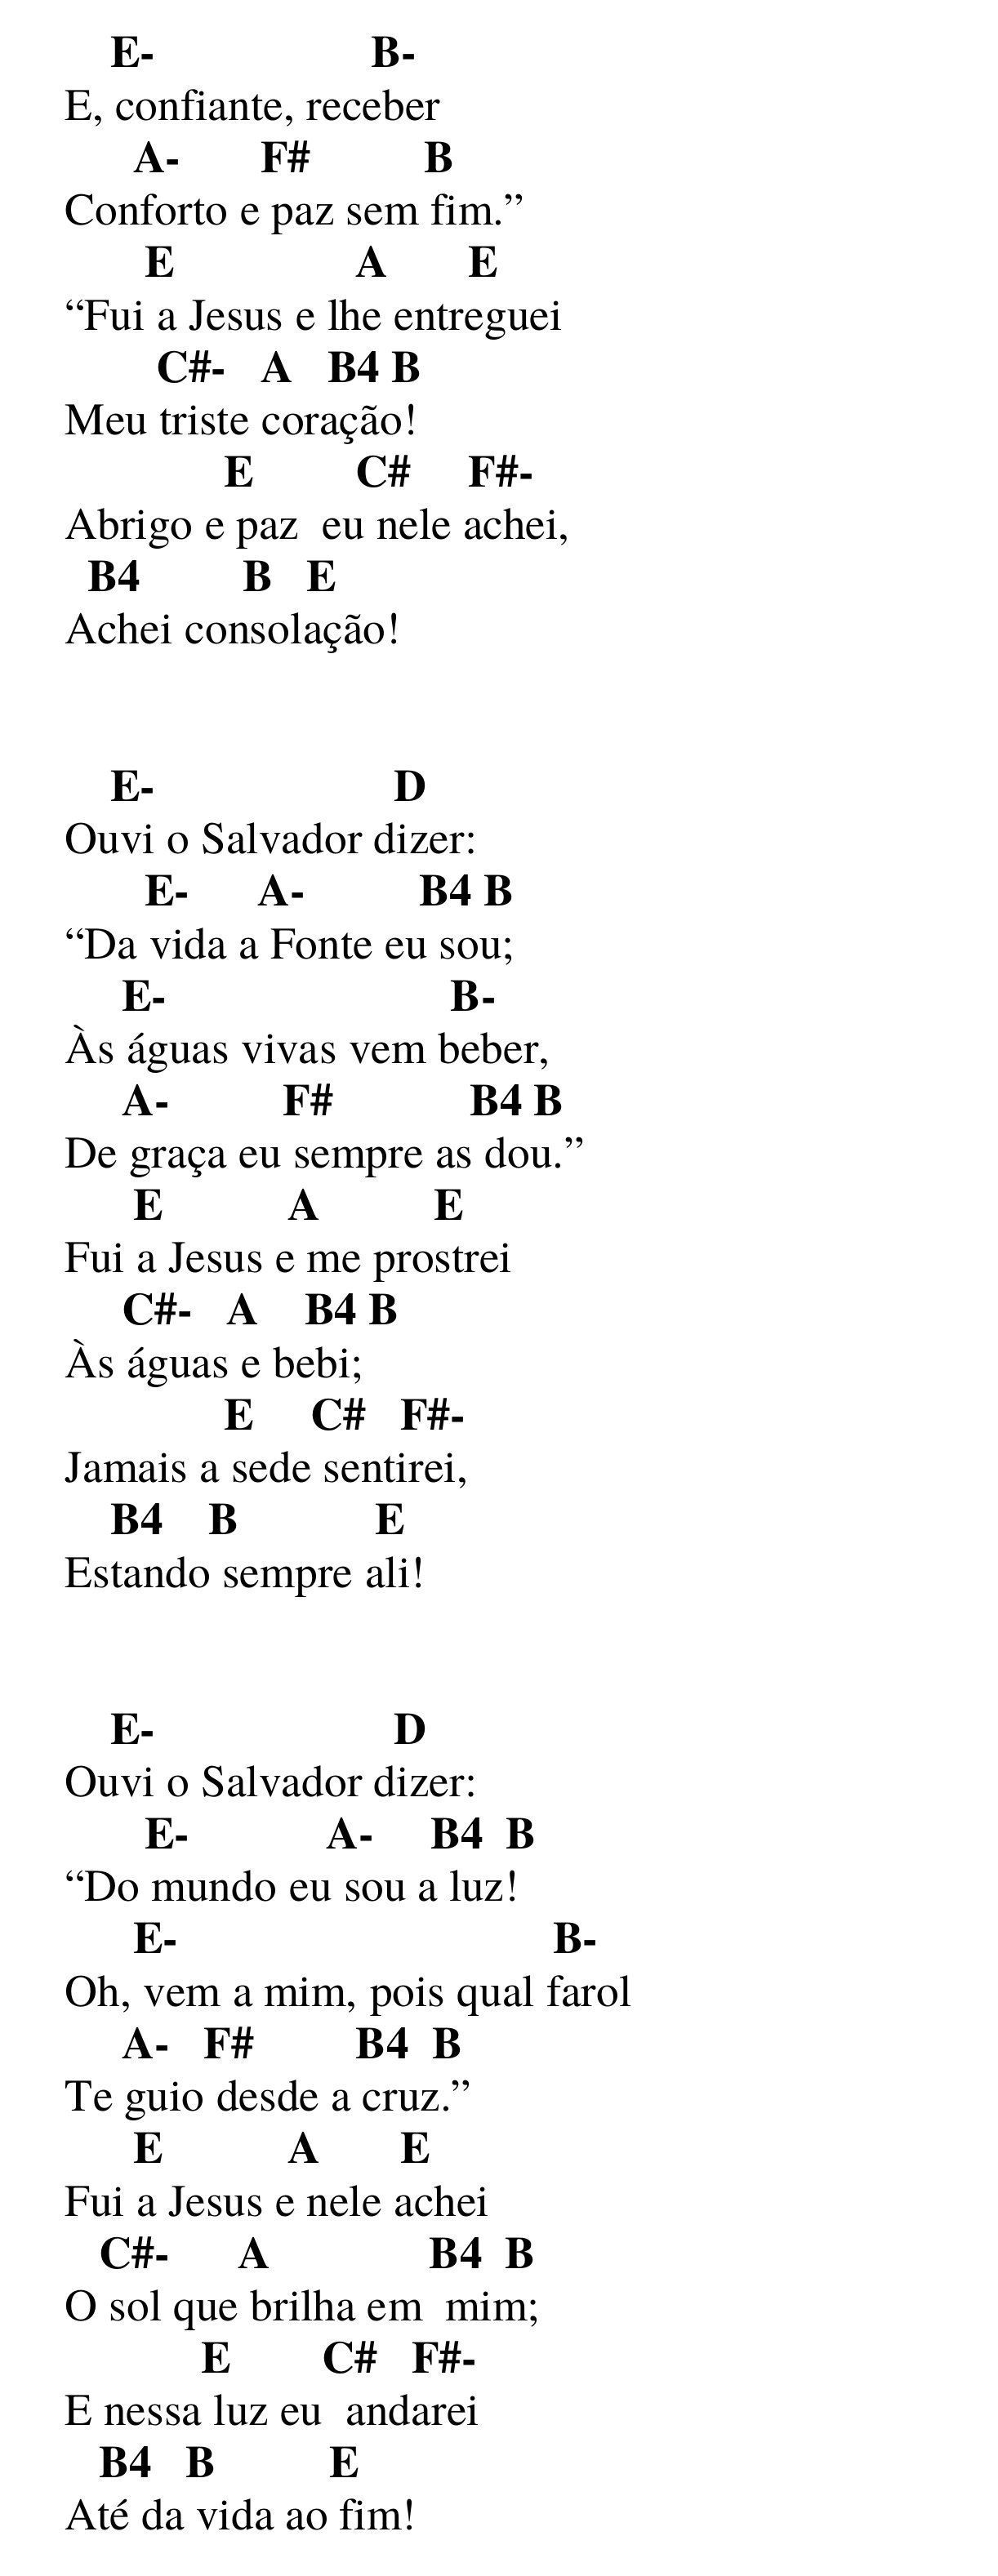 E- B-
E, confiante, receber
A- F# B
Conforto e paz sem fim.”
E A E
“Fui a Jesus e lhe entreguei
C#- A B4 B
Meu triste coração!
E C# F#-
Abrigo e paz  eu nele achei,
B4 B E
Achei consolação!
E- D
Ouvi o Salvador dizer:
E- A- B4 B
“Da vida a Fonte eu sou;
E- B-
Às águas vivas vem beber,
A- F# B4 B
De graça eu sempre as dou.”
E A E
Fui a Jesus e me prostrei
C#- A B4 B
Às águas e bebi;
E C# F#-
Jamais a sede sentirei,
B4 B E
Estando sempre ali!
E- D
Ouvi o Salvador dizer:
E- A- B4 B
“Do mundo eu sou a luz!
E- B-
Oh, vem a mim, pois qual farol
A- F# B4 B
Te guio desde a cruz.”
E A E
Fui a Jesus e nele achei
C#- A B4 B
O sol que brilha em  mim;
E C# F#-
E nessa luz eu  andarei
B4 B E
Até da vida ao fim!